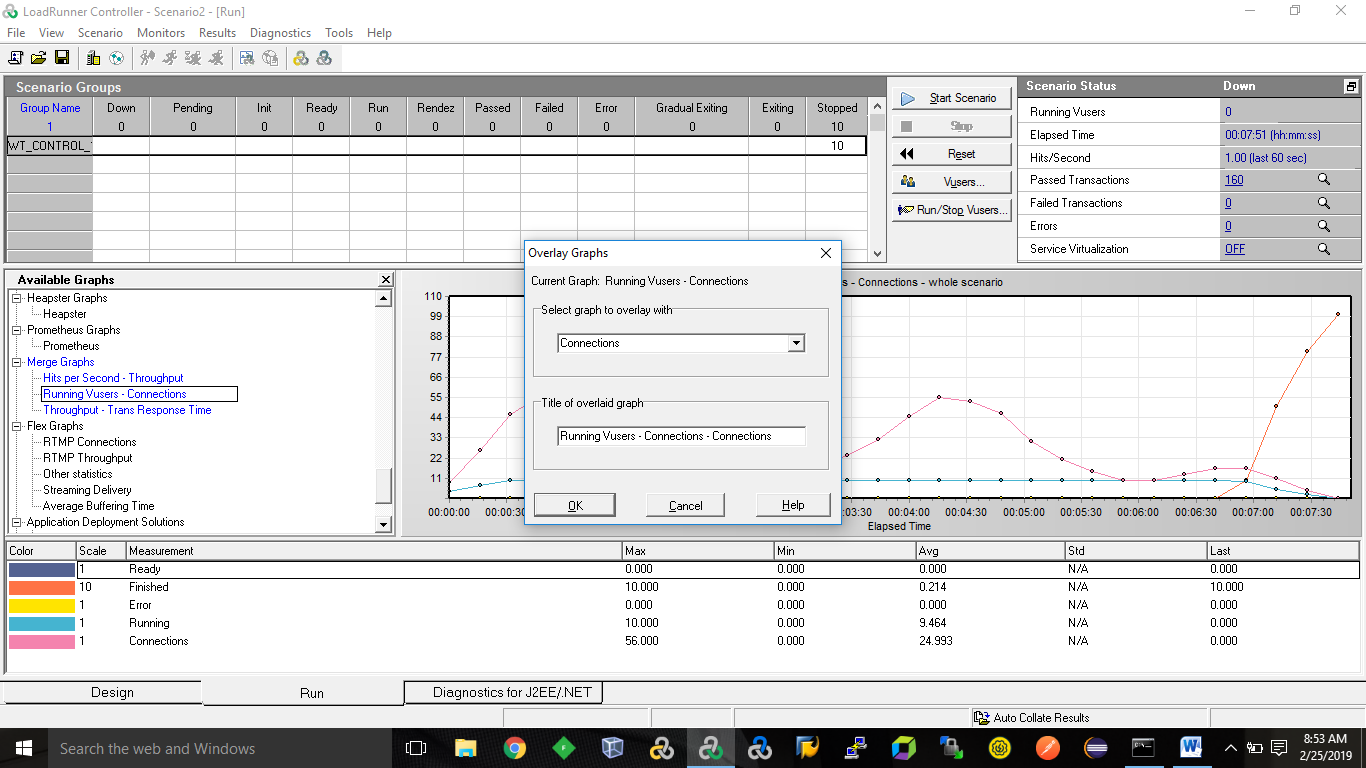 LoadRunner Controller - Scenario2 - [Run]
File View Scenario Monitors Results Diagnostics Tools Help
Scenario Groups
Group Name Down Pending Init Ready Run Rendez Passed Failed Error Gradual Exiting Exiting Stopped
1 0 0 0 0 0 0 0 0 0 0 0 10
WT_CONTROL_ 10
Start Scenario
Stop
Reset
Vusers...
Run/Stop Vusers...
Scenario Status Down
Running Vusers 0
Elapsed Time 00:07:51 (hh:mm:ss)
Hits/Second 1.00 (last 60 sec)
Passed Transactions 160
Failed Transactions 0
Errors 0
Service Virtualization OFF
Available Graphs
Heapster Graphs
Heapster
Prometheus Graphs
Prometheus
Merge Graphs
Hits per Second - Throughput
Running Vusers - Connections
Throughput - Trans Response Time
Flex Graphs
RTMP Connections
RTMP Throughput
Other statistics
Streaming Delivery
Average Buffering Time
Application Deployment Solutions
s - Connections - whole scenario
110
99
88
77
66
55
44
33
22
11
00:00:00 00:00:30 :03:30 00:04:00 00:04:30 00:05:00 00:05:30 00:06:00 00:06:30 00:07:00 00:07:30
Elapsed Time
Overlay Graphs
Current Graph: Running Vusers - Connections
Select graph to overlay with
Connections
Title of overlaid graph
Running Vusers - Connections - Connections
OK Cancel Help
Color Scale Measurement Max Min Avg Std Last
1 Ready 0.000 0.000 0.000 N/A 0.000
10 Finished 10.000 0.000 0.214 N/A 10.000
1 Error 0.000 0.000 0.000 N/A 0.000
1 Running 10.000 0.000 9.464 N/A 0.000
1 Connections 56.000 0.000 24.993 N/A 0.000
Design Run Diagnostics for J2EE/.NET
Auto Collate Results
Search the web and Windows
8:53 AM
2/25/2019